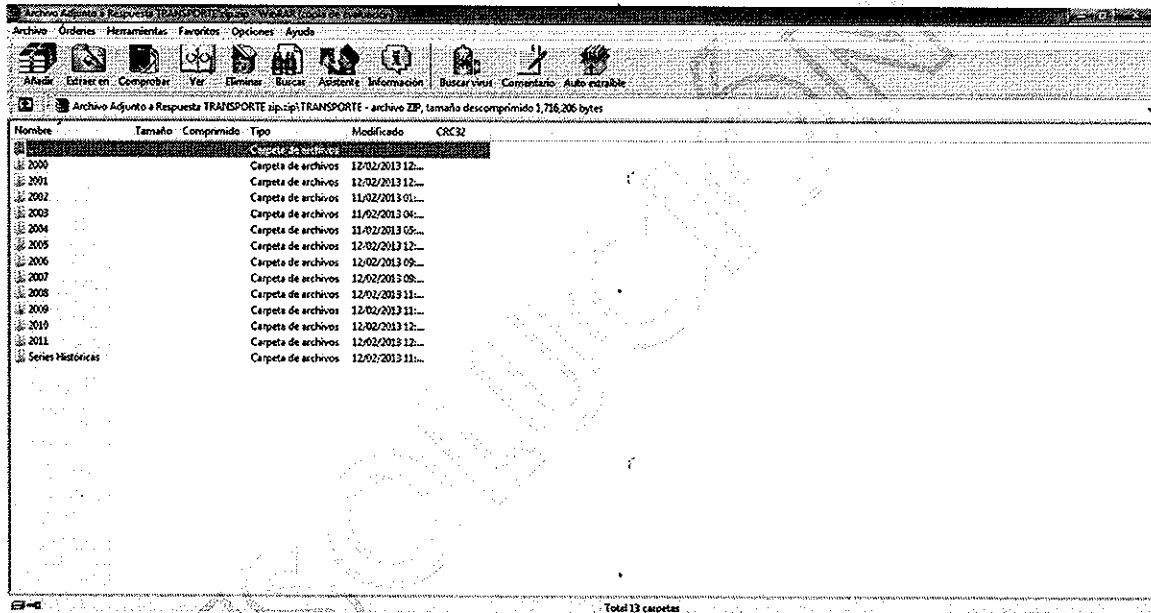 Archivo Adjunto a Respuesta TRANSPORTE zip.zip - WinRAR (copia de evaluación)
Archivo Órdenes Herramientas Favoritos Opciones Ayuda
Añadir Extraer en Comprobar Ver Eliminar Buscar Asistente Información Buscar virus Comentario Auto extraíble
Archivo Adjunto a Respuesta TRANSPORTE zip.zip\TRANSPORTE - archivo ZIP, tamaño descomprimido 1,716,206 bytes
Nombre Tamaño Comprimido Tipo Modificado CRC32
Carpeta de archivos
2000 Carpeta de archivos 12/02/2013 12:...
2001 Carpeta de archivos 12/02/2013 12:...
2002 Carpeta de archivos 11/02/2013 01:...
2003 Carpeta de archivos 11/02/2013 04:...
2004 Carpeta de archivos 11/02/2013 05:...
2005 Carpeta de archivos 12/02/2013 12:...
2006 Carpeta de archivos 12/02/2013 09:...
2007 Carpeta de archivos 12/02/2013 09:...
2008 Carpeta de archivos 12/02/2013 11:...
2009 Carpeta de archivos 12/02/2013 11:...
2010 Carpeta de archivos 12/02/2013 12:...
2011 Carpeta de archivos 12/02/2013 12:...
Series Históricas Carpeta de archivos 12/02/2013 11:...
Total 13 carpetas